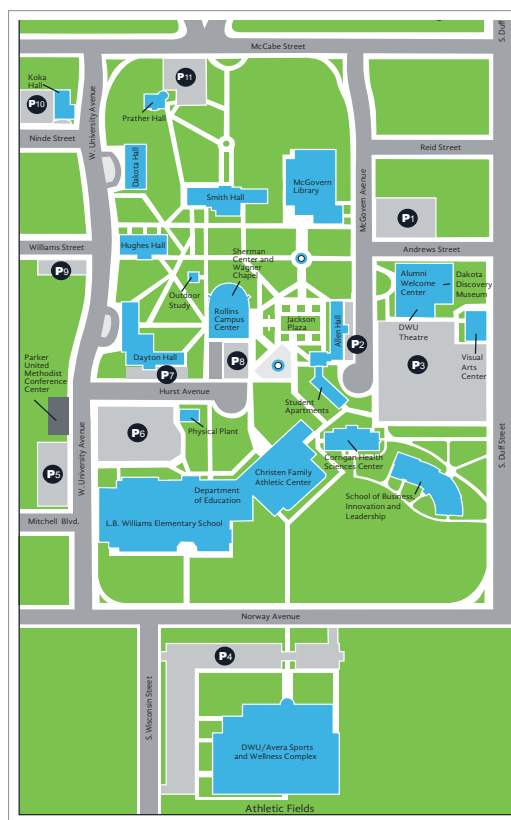 McCabe Street
S. Duff
Koka
Hall
P11
P10
Prather Hall
W. University Avenue
Ninde Street
Dakota Hall
McGovern Avenue
Reid Street
McGovern
Library
Smith Hall
P1
Williams Street
Hughes Hall
Sherman
Center and
Wagner
Chapel
Andrews Street
P9
Alumni
Welcome
Center
Dakota
Discovery
Museum
Outdoor
Study
Rollins
Campus
Center
Jackson
Plaza
Allen Hall
DWU
Theatre
P2
Parker
United
Methodist
Conference
Center
Dayton Hall
P8
P3
Visual
Arts
Center
P7
Hurst Avenue
Student
Apartments
P6
Physical Plant
W. University Avenue
S. Duff Street
Corrigan Health
Sciences Center
P5
Christen Family
Athletic Center
Department
of Education
School of Business,
Innovation and
Leadership
Mitchell Blvd.
L.B. Williams Elementary School
Norway Avenue
P4
S. Wisconsin Street
DWU/Avera Sports
and Wellness Complex
Athletic Fields